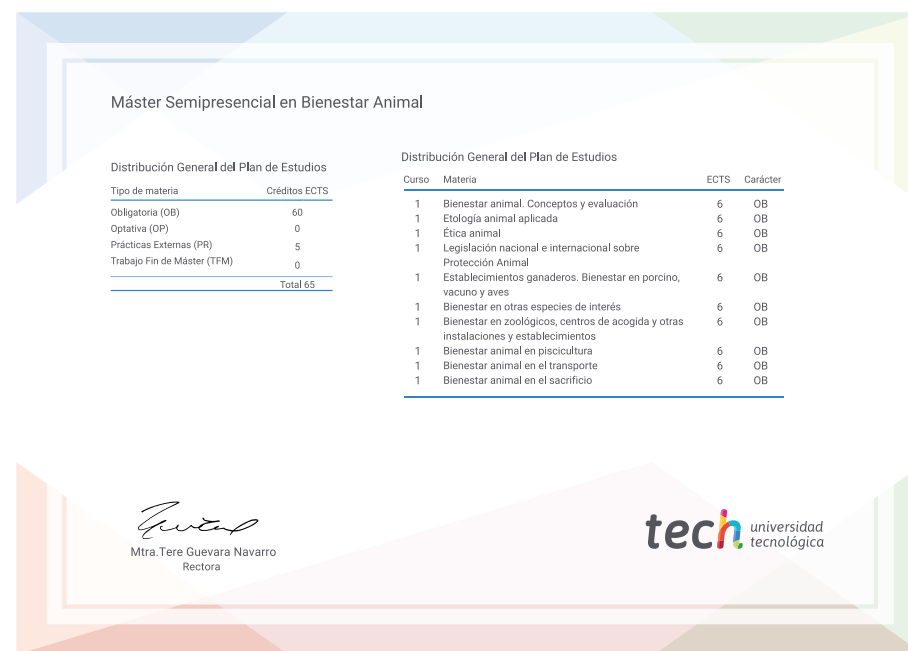 Máster Semipresencial en Bienestar Animal
Distribución General del Plan de Estudios
Tipo de materia Créditos ECTS
Obligatoria (OB) 60
Optativa (OP) 0
Prácticas Externas (PR) 5
Trabajo Fin de Máster (TFM) 0
Total 65
Distribución General del Plan de Estudios
Curso Materia ECTS Carácter
1 Bienestar animal. Conceptos y evaluación 6 OB
1 Etología animal aplicada 6 OB
1 Ética animal 6 OB
1 Legislación nacional e internacional sobre 6 OB
Protección Animal
1 Establecimientos ganaderos. Bienestar en porcino, 6 OB
vacuno y aves
1 Bienestar en otras especies de interés 6 OB
1 Bienestar en zoológicos, centros de acogida y otras 6 OB
instalaciones y establecimientos
1 Bienestar animal en piscicultura 6 OB
1 Bienestar animal en el transporte 6 OB
1 Bienestar animal en el sacrificio 6 OB
Mtra.Tere Guevara Navarro
Rectora
tech universidad
tecnológica